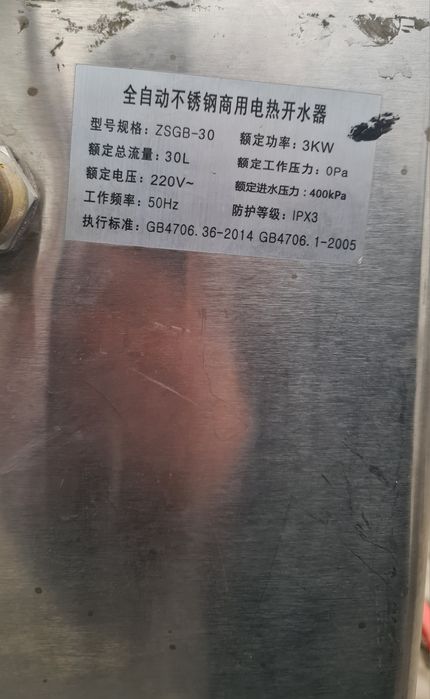 全自动不锈钢商用电热开水器
型号规格：ZSGB-30 额定功率：3KW
额定总流量：30L 额定工作压力：0Pa
额定电压：220V~ 额定进水压力：400kPa
工作频率：50Hz 防护等级：IPX3
执行标准：GB4706.36-2014 GB4706.1-2005